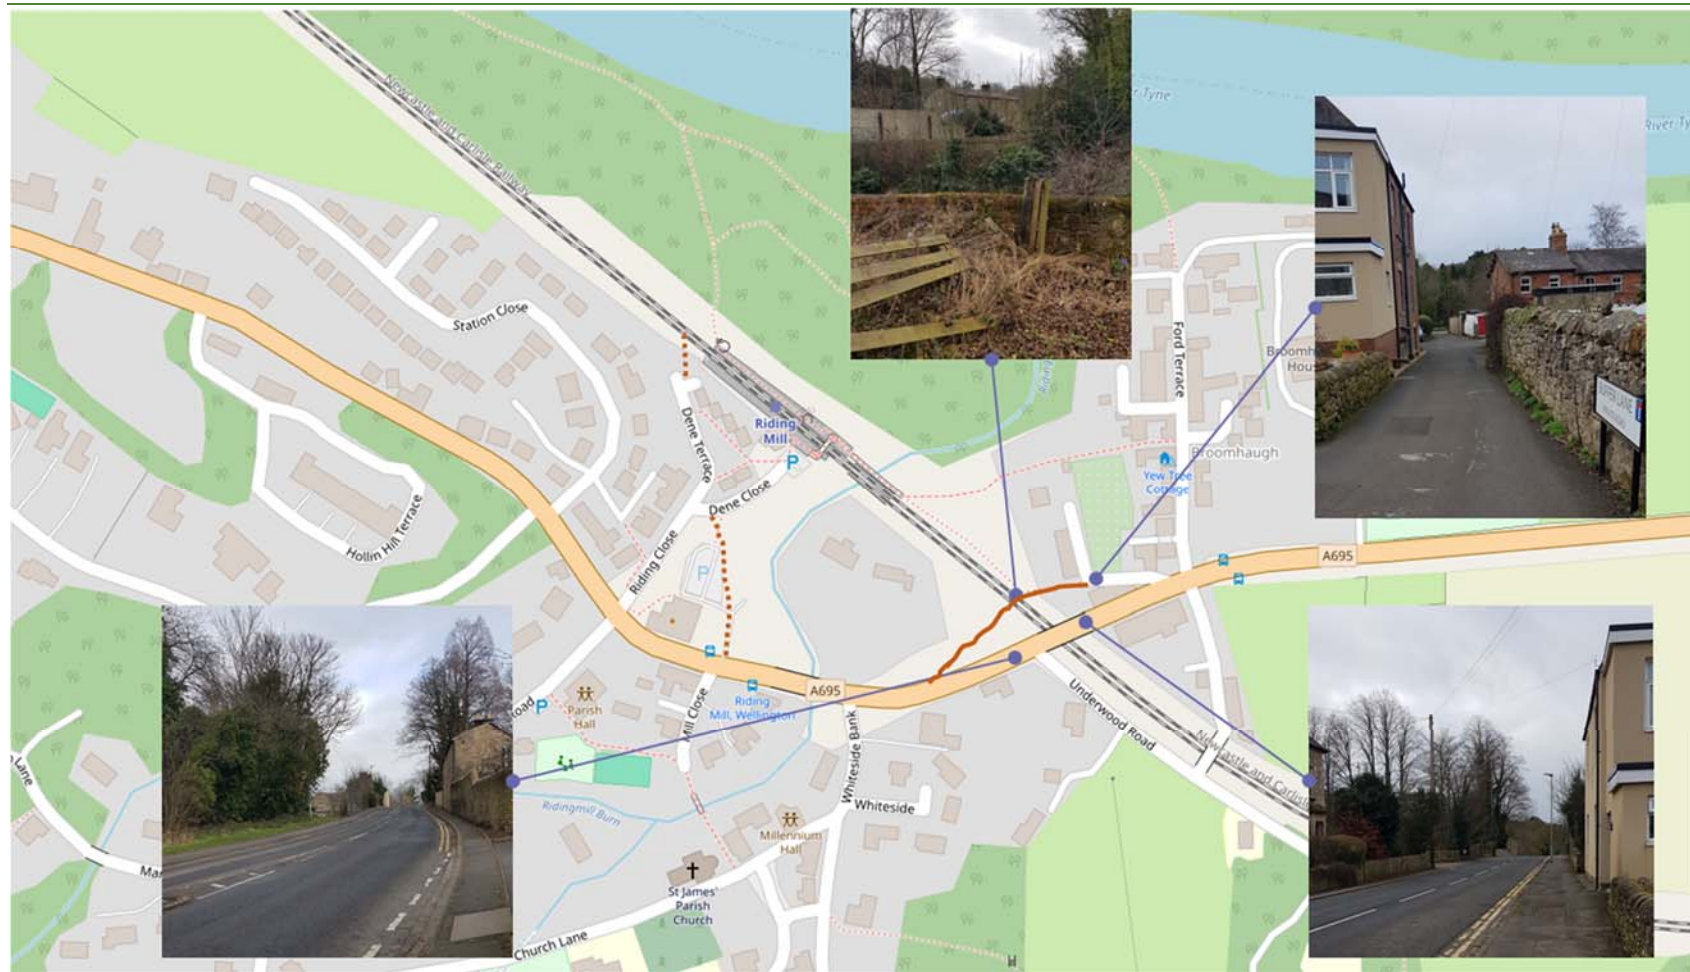 Newcastle and Carlisle Railway
River Ty
r Tyne
Station Close
Riding
Mill
P
Dene Terrace
Dene Close
Riding Close
Hollin Hill Terrace
P
Ford Terrace
Broomh
Hous
Broomhaugh
Yew Tree
Cottage
Riding
A695
A695
Riding
Mill, Wellington
Parish
Hall
P
oad
Mill Close
Whiteside Bank
Whiteside
Underwood Road
Newcastle and Carlisl
Ridingmill Burn
Millennium
Hall
St James'
Parish
Church
Church Lane
Lane
Mar
LANE